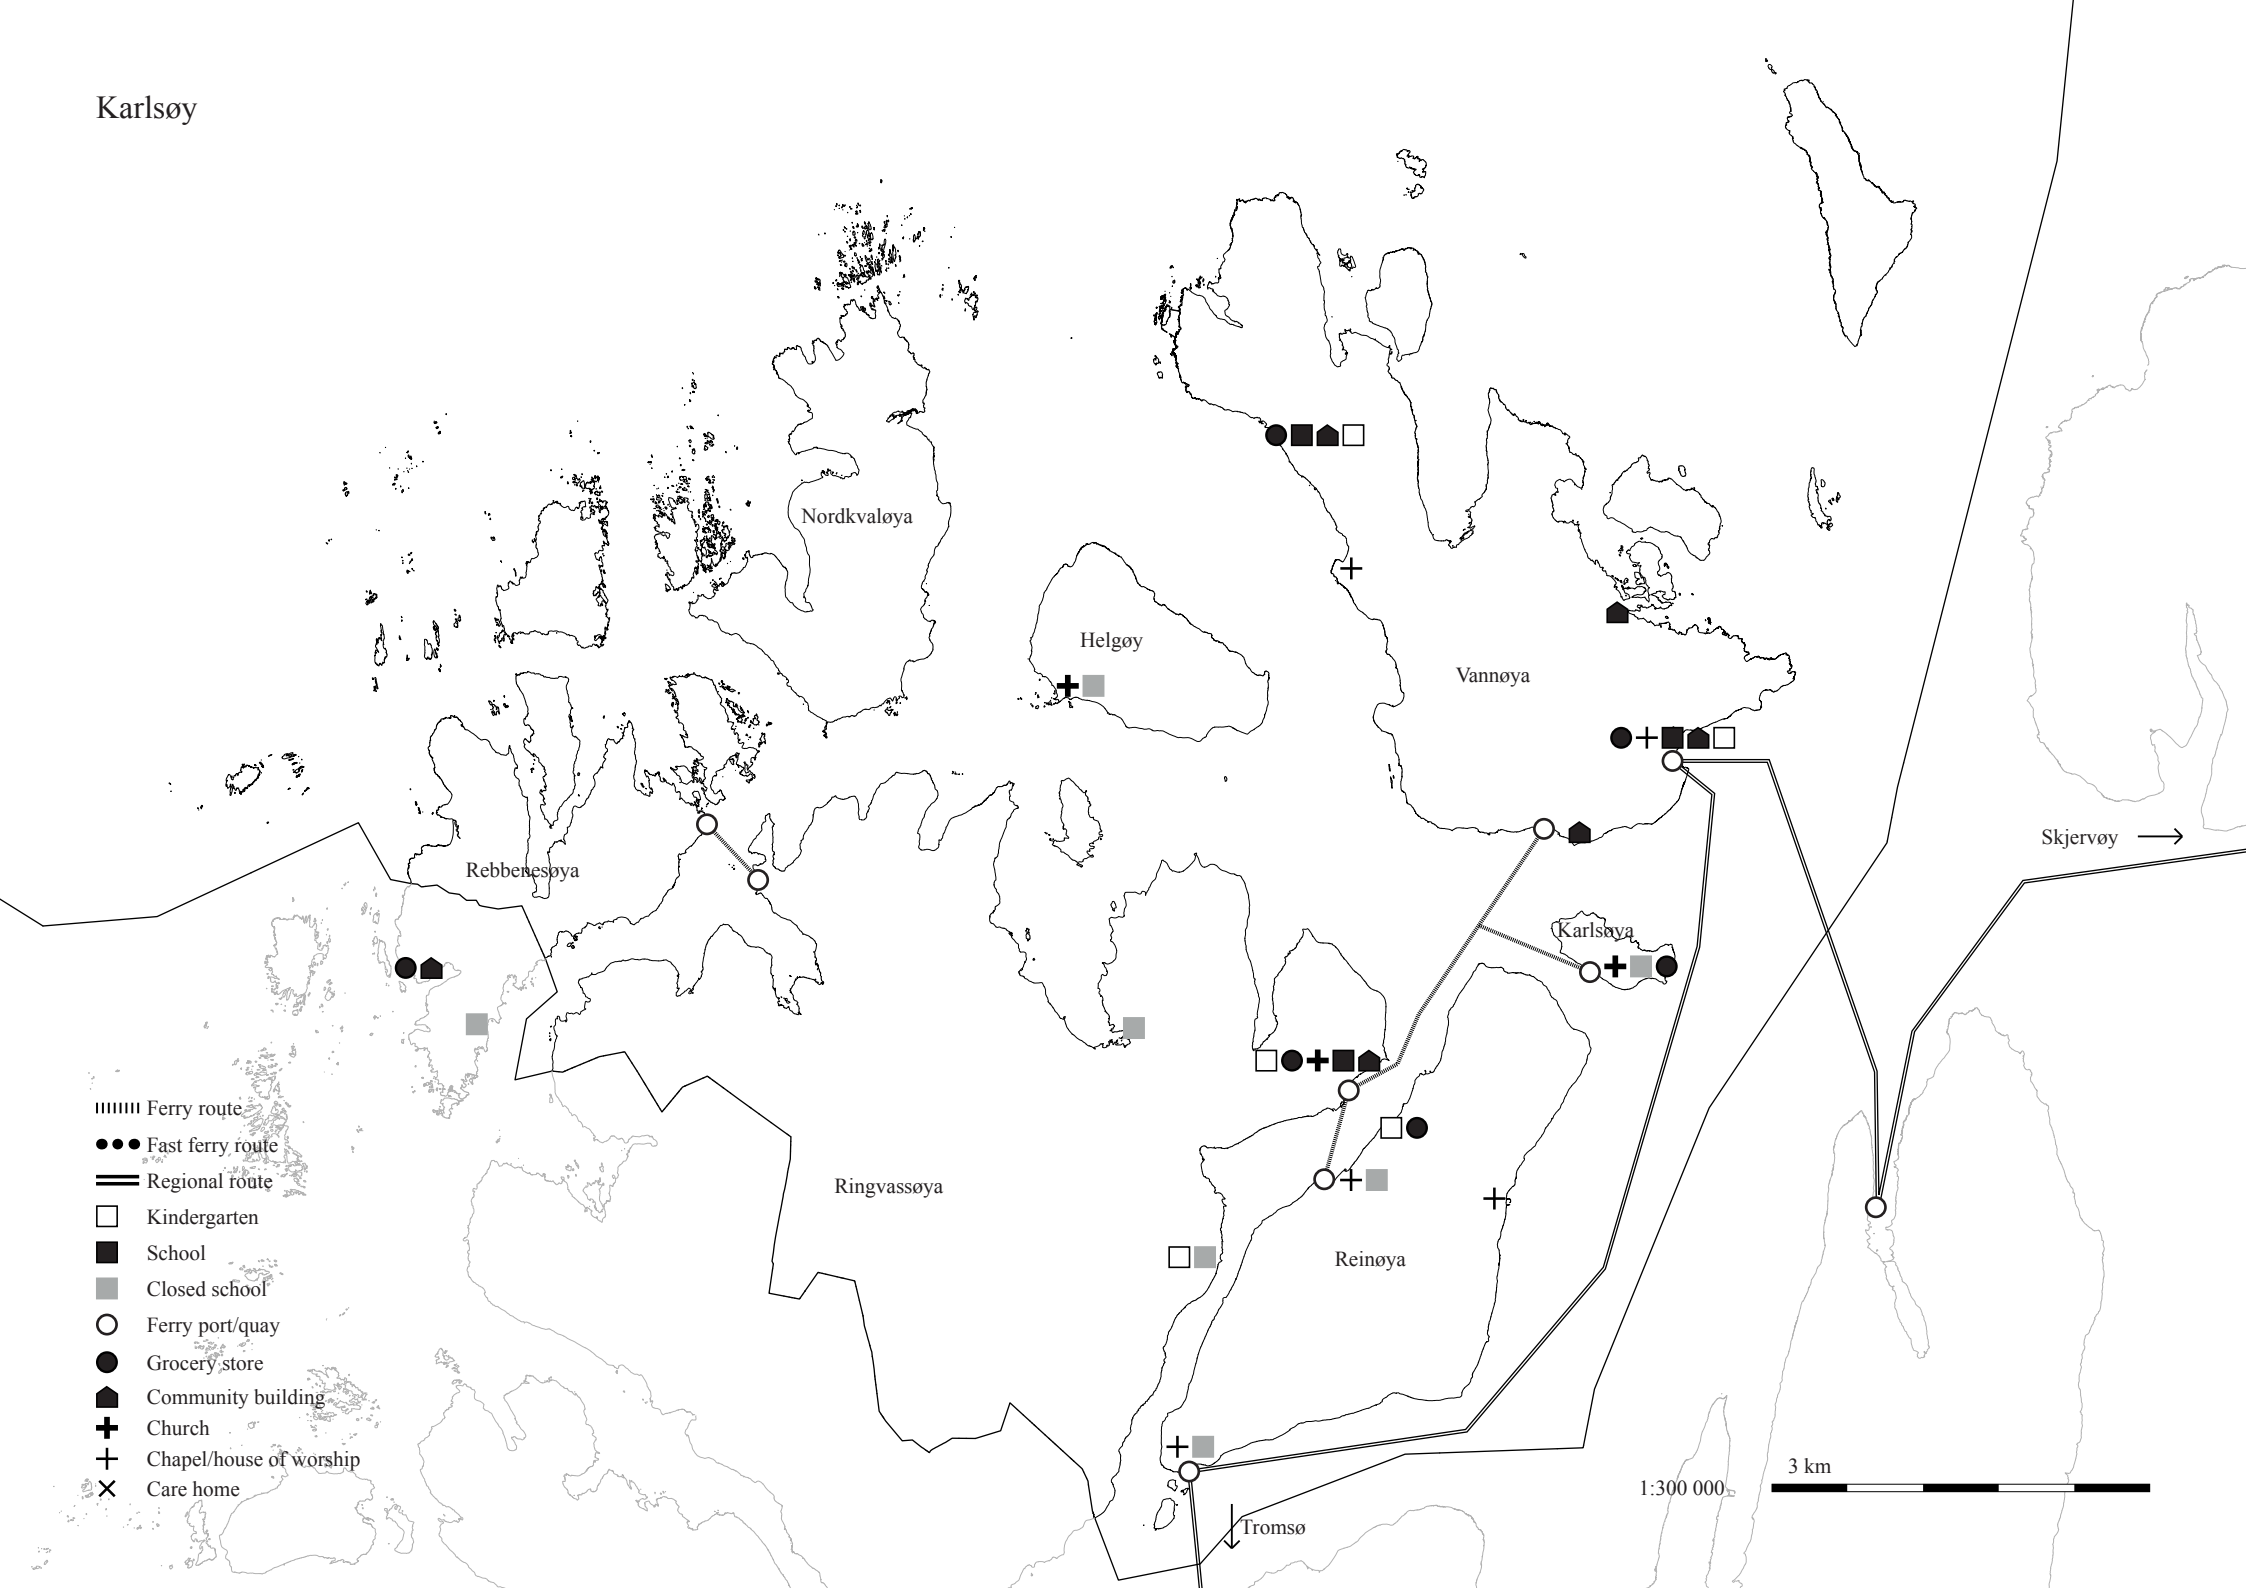 Karlsøy
Nordkvaløya
Helgøy
Vannøya
Skjervøy
Rebbenesøya
Karlsøya
Ringvassøya
Reinøya
Ferry route
Fast ferry route
Regional route
Kindergarten
School
Closed school
Ferry port/quay
Grocery store
Community building
Church
Chapel/house of worship
Care home
3 km
1:300 000
Tromsø